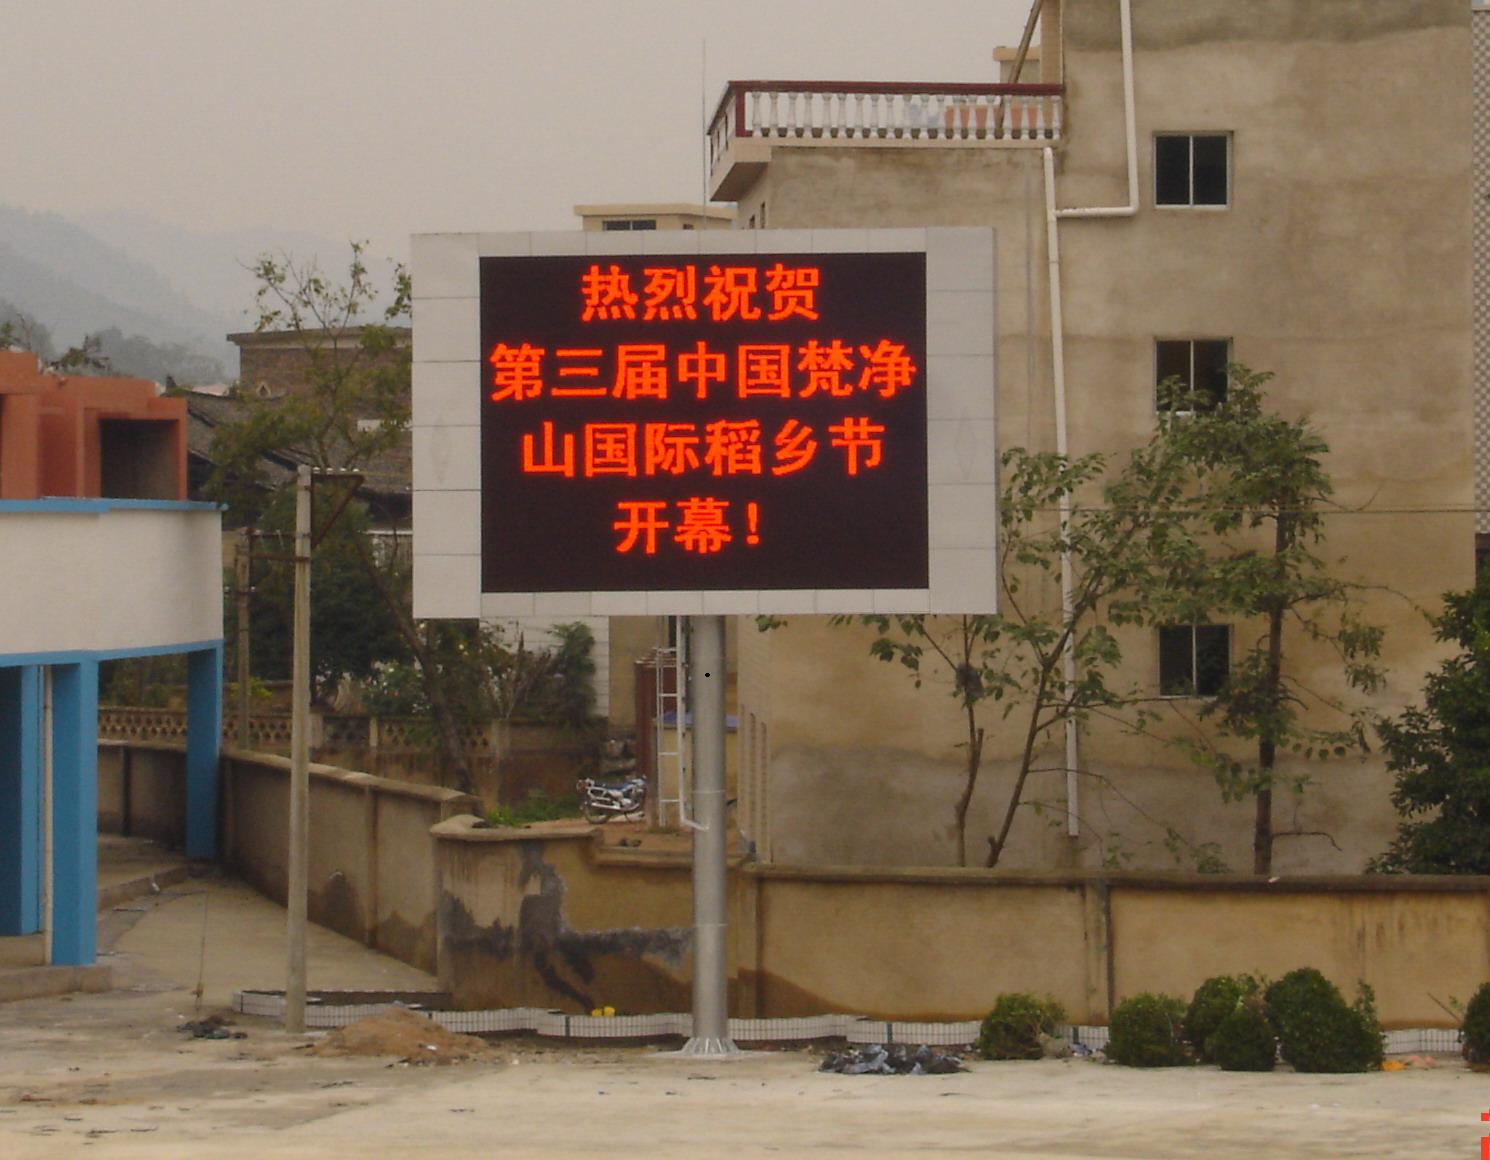 热烈祝贺
第三届中国梵净
山国际稻乡节
开幕！